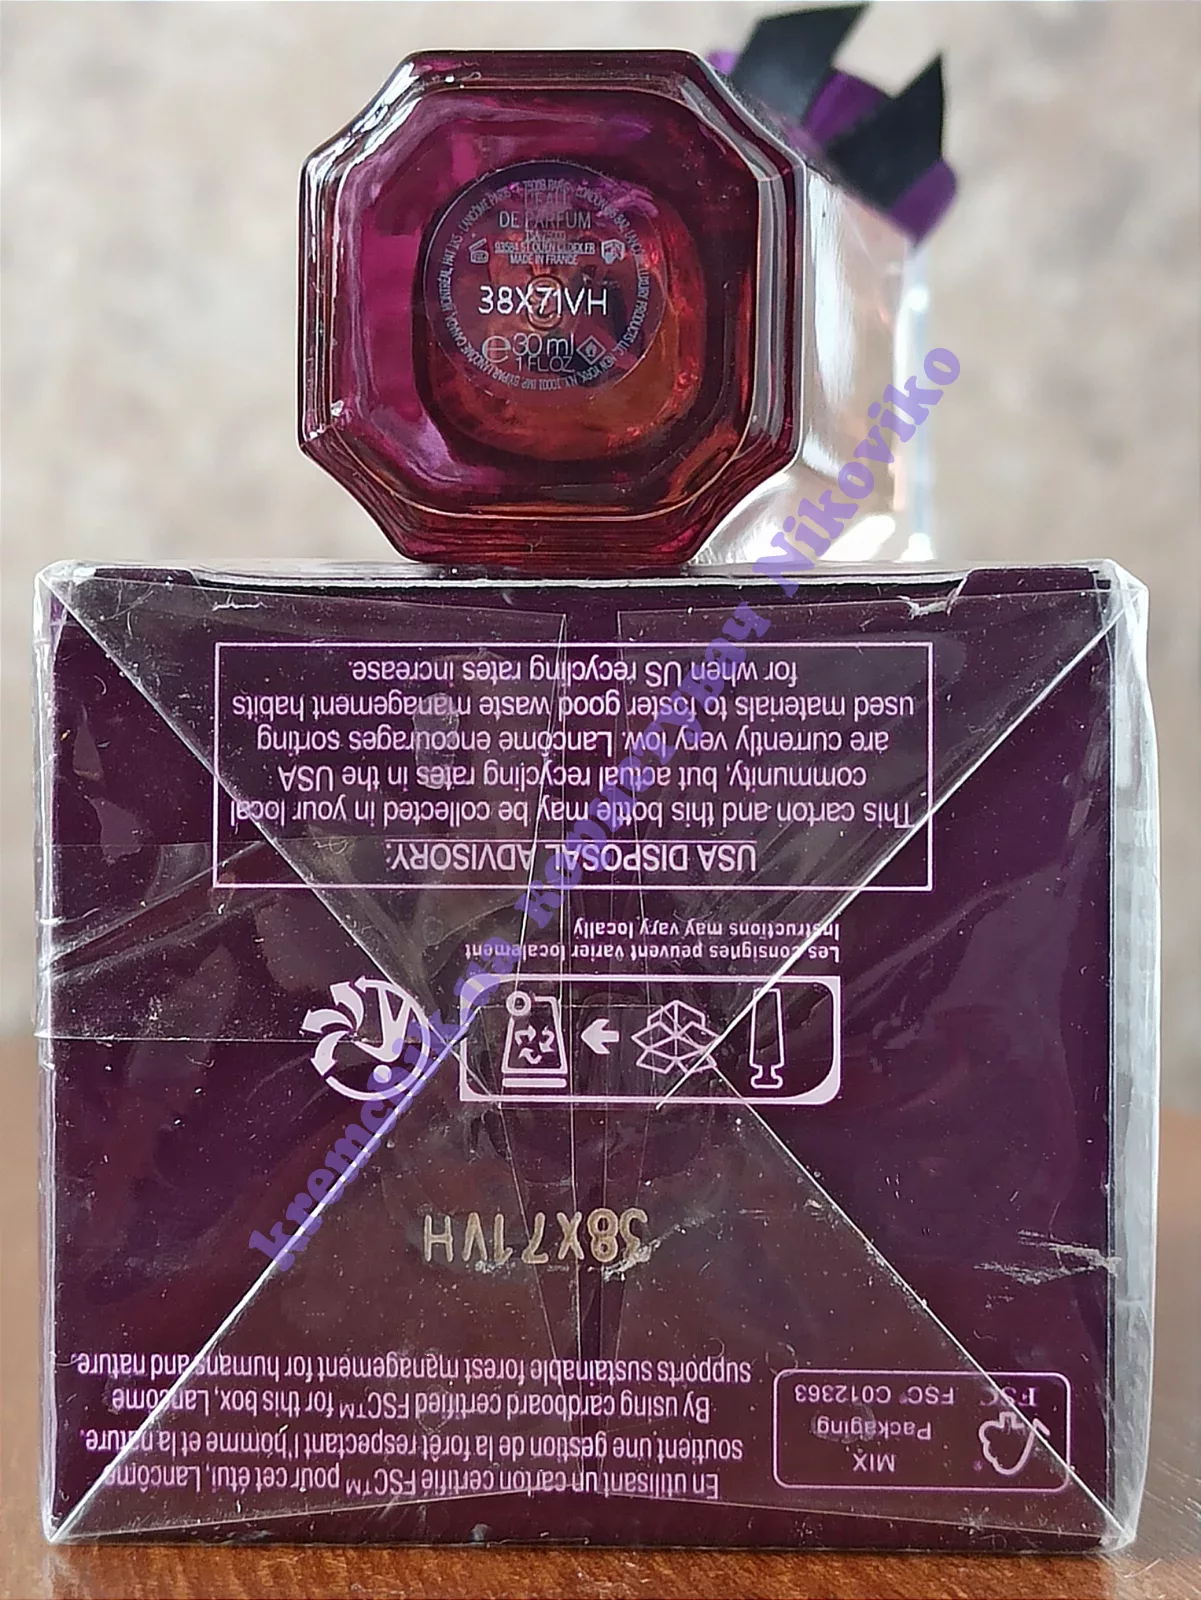 DE PARFUM
MADE IN FRANCE
38X71VH
e 30 ml
1 FL.OZ.
USA DISPOSAL ADVISORY:
This carton and this bottle may be collected in your local
community, but actual recycling rates in the USA
are currently very low. Lancôme encourages sorting
used materials to foster good waste management habits
for when US recycling rates increase.
Les consignes peuvent varier localement
Instructions may vary locally
38X71VH
En utilisant un carton certifié FSC™ pour cet étui, Lancôme
soutient une gestion de la forêt respectant l'homme et la nature.
By using cardboard certified FSC™ for this box, Lancôme
supports sustainable forest management for humans and nature.
MIX
Packaging
FSC
FSC® C012363
kremchik na Nikoviko